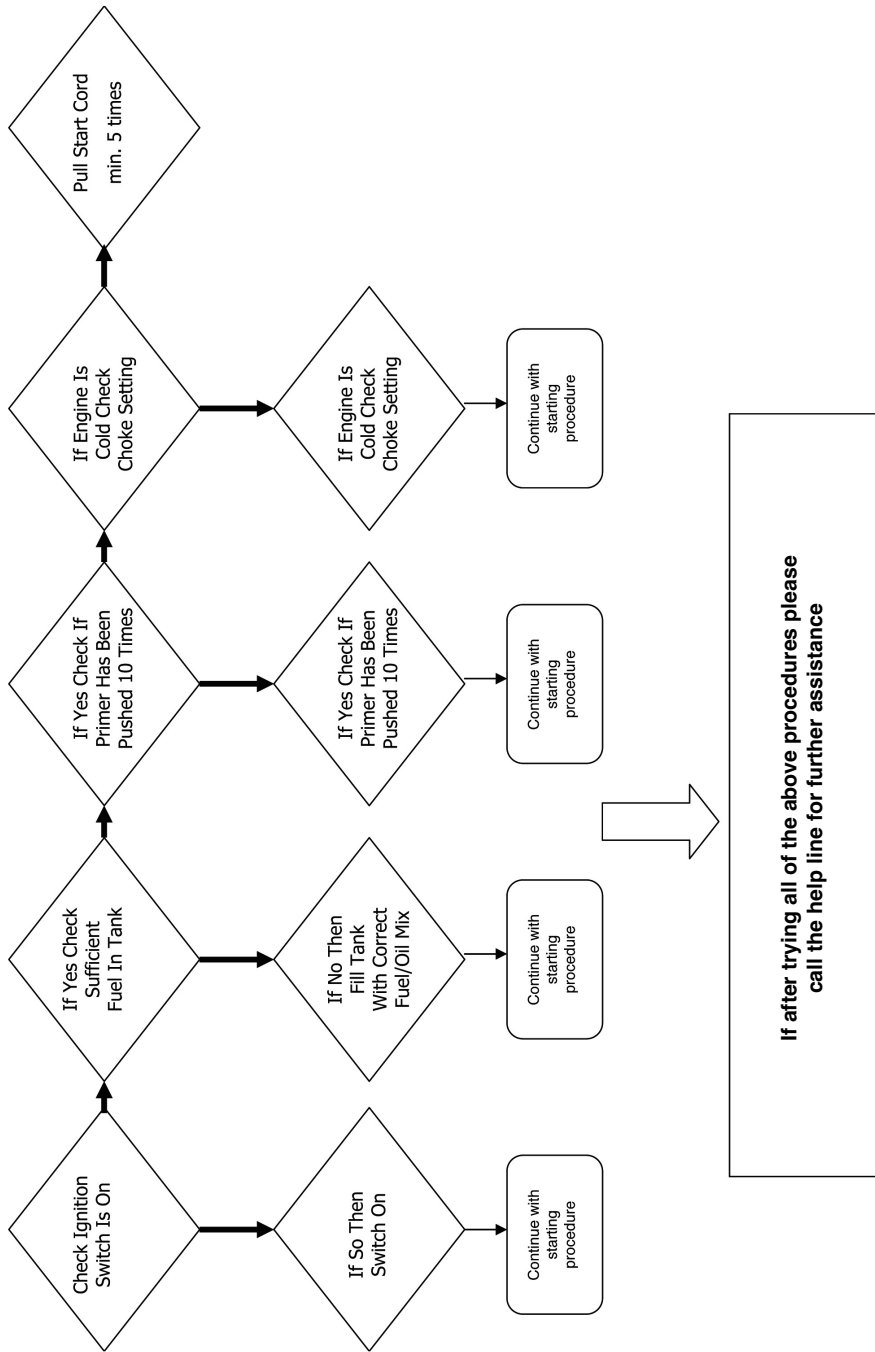 Check Ignition
Switch Is On
If Yes Check
Sufficient
Fuel In Tank
If Yes Check If
Primer Has Been
Pushed 10 Times
If Engine Is
Cold Check
Choke Setting
Pull Start Cord
min. 5 times
If So Then
Switch On
If No Then
Fill Tank
With Correct
Fuel/Oil Mix
If Yes Check If
Primer Has Been
Pushed 10 Times
If Engine Is
Cold Check
Choke Setting
Continue with
starting
procedure
Continue with
starting
procedure
Continue with
starting
procedure
Continue with
starting
procedure
If after trying all of the above procedures please
call the help line for further assistance